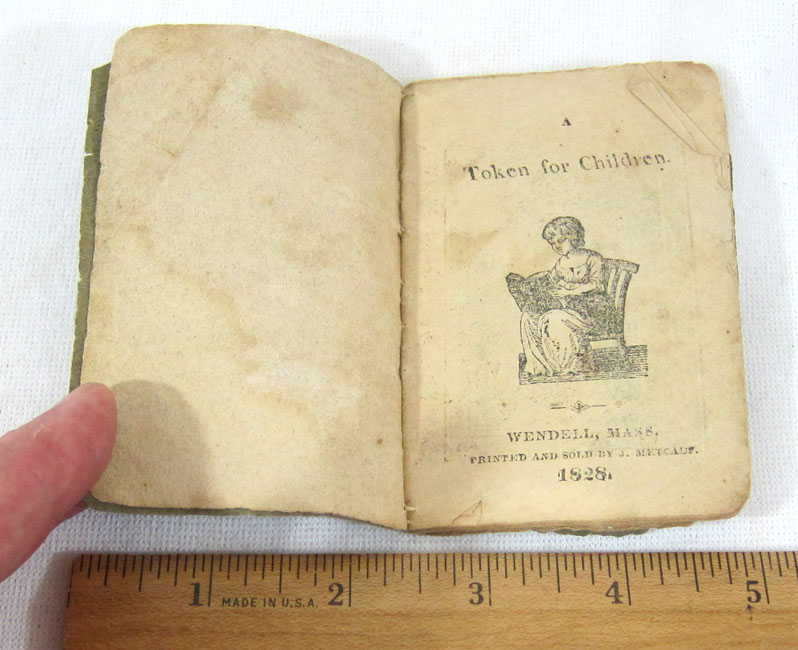 A
Token for Children.
WENDELL, MASS.
PRINTED AND SOLD BY J. METCALF.
1828.
1 MADE IN U.S.A. 2 3 4 5